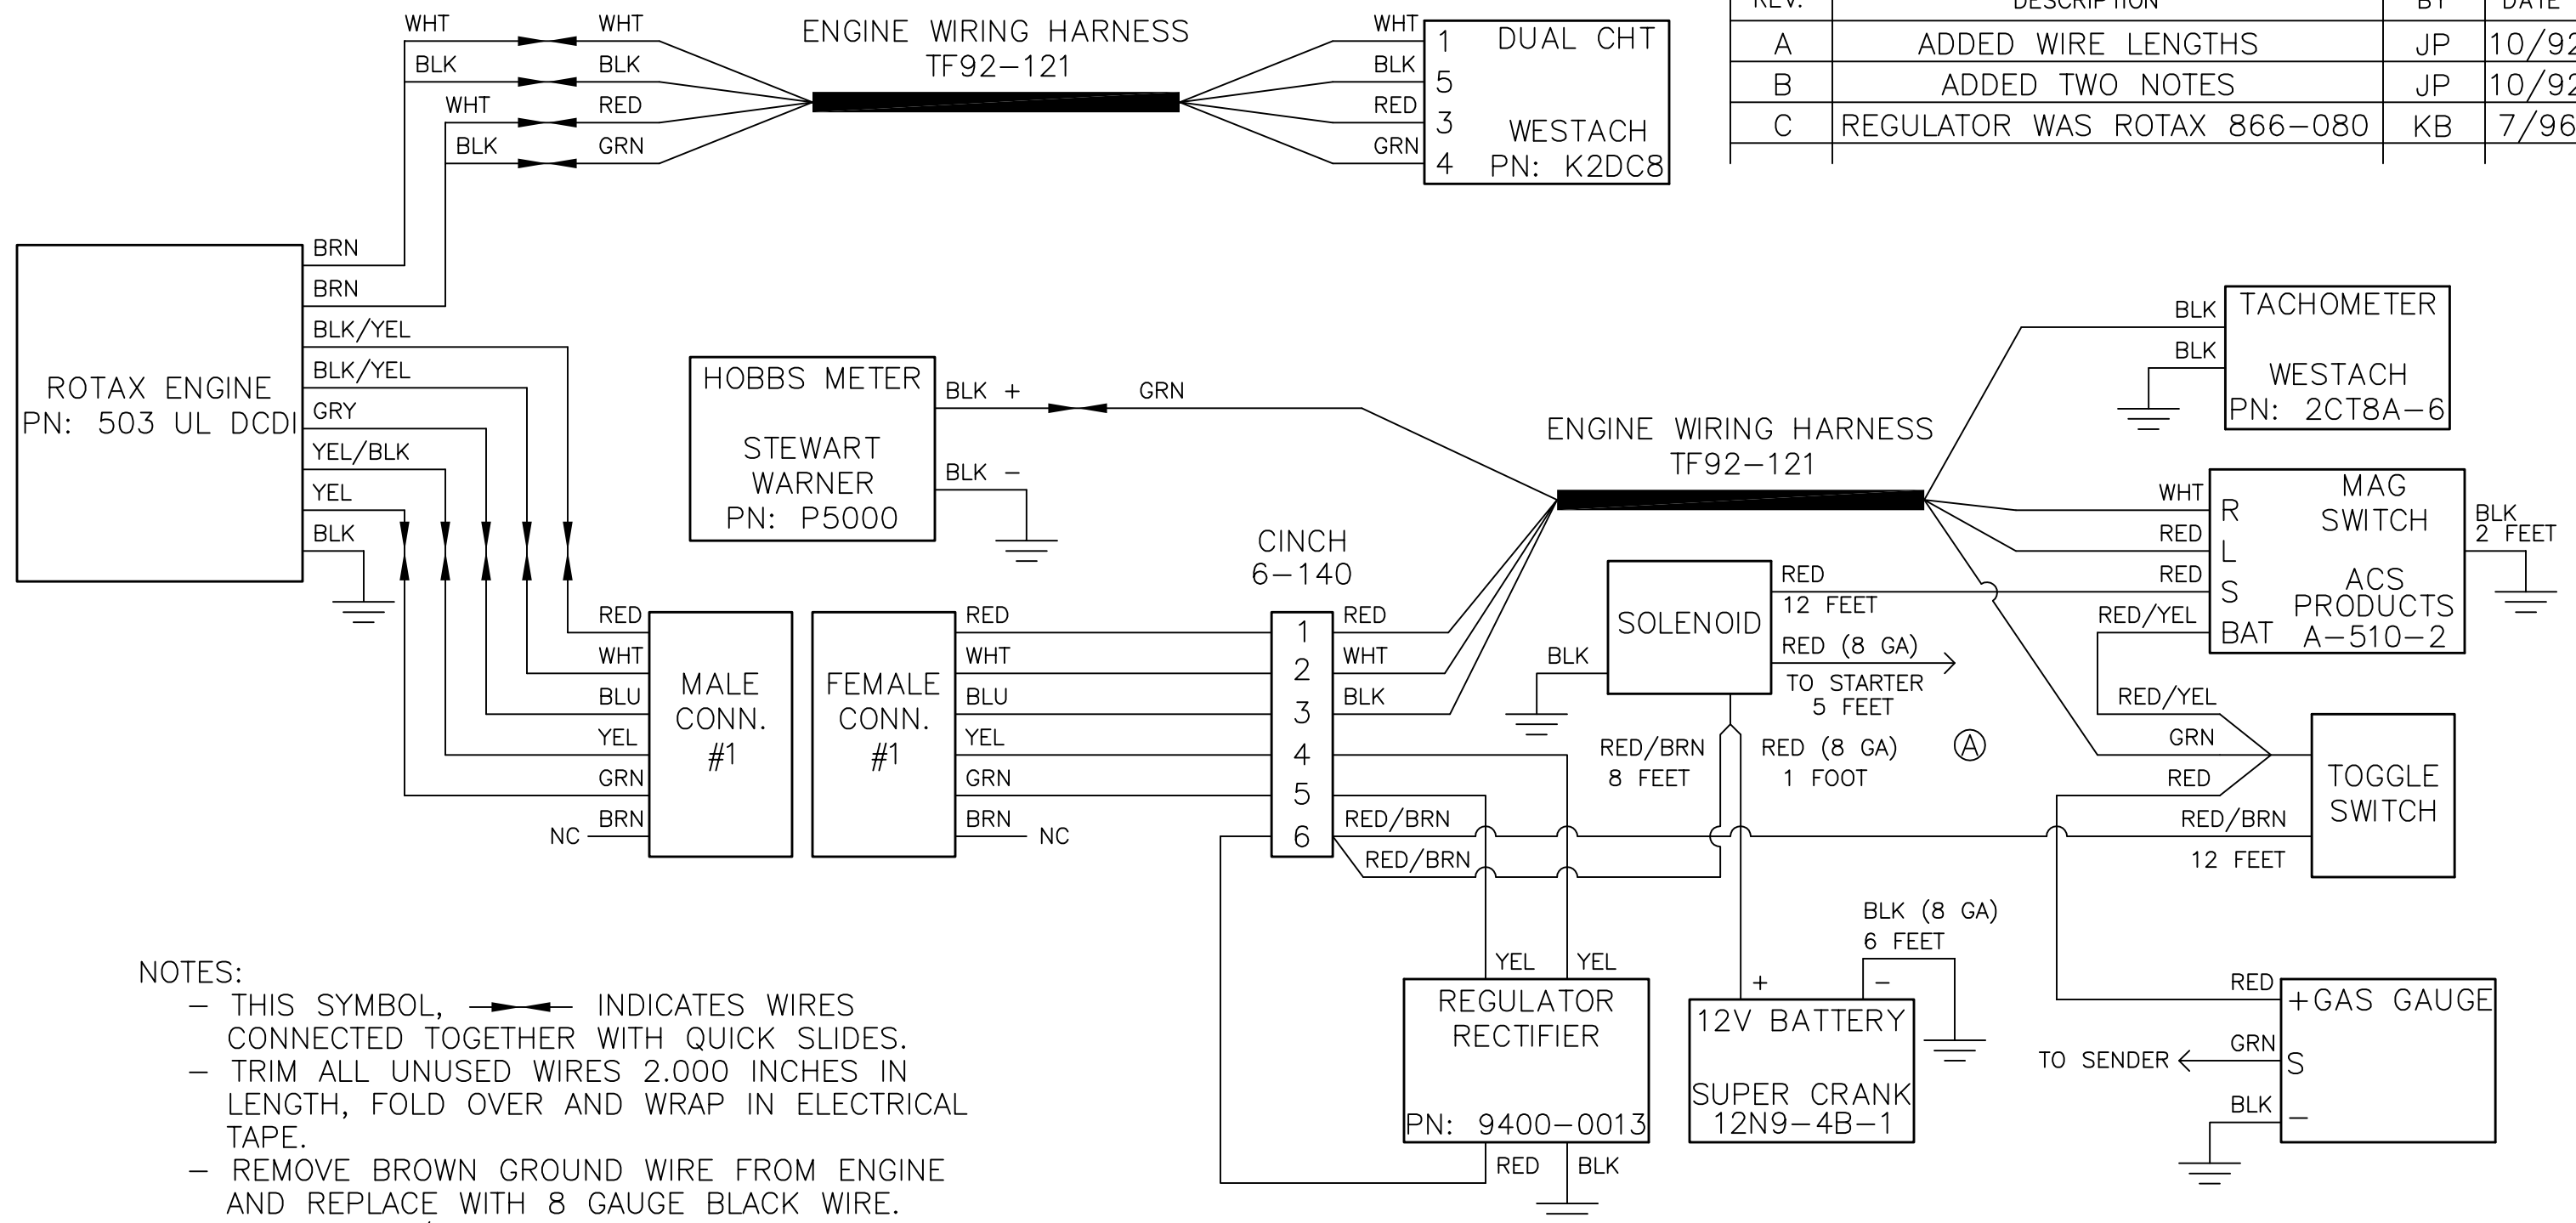 REV.
DESCRIPTION
BY
DATE
A
ADDED WIRE LENGTHS
JP
10/92
B
ADDED TWO NOTES
JP
10/92
C
REGULATOR WAS ROTAX 866-080
KB
7/96
WHT
WHT
BLK
BLK
WHT
RED
BLK
GRN
ENGINE WIRING HARNESS
TF92-121
WHT
BLK
RED
GRN
1
5
3
4
DUAL CHT
WESTACH
PN: K2DC8
ROTAX ENGINE
PN: 503 UL DCDI
BRN
BRN
BLK/YEL
BLK/YEL
GRY
YEL/BLK
YEL
BLK
HOBBS METER
STEWART
WARNER
PN: P5000
BLK +
GRN
BLK -
ENGINE WIRING HARNESS
TF92-121
BLK
BLK
TACHOMETER
WESTACH
PN: 2CT8A-6
WHT
RED
RED
RED/YEL
R
L
S
BAT
MAG
SWITCH
ACS
PRODUCTS
A-510-2
BLK
2 FEET
RED
WHT
BLU
YEL
GRN
BRN
NC
MALE
CONN.
#1
FEMALE
CONN.
#1
RED
WHT
BLU
YEL
GRN
BRN
NC
CINCH
6-140
1
2
3
4
5
6
RED
WHT
BLK
RED/BRN
RED/BRN
SOLENOID
BLK
RED
12 FEET
RED (8 GA)
TO STARTER
5 FEET
RED/BRN
8 FEET
RED (8 GA)
1 FOOT
A
RED/YEL
GRN
RED
RED/BRN
12 FEET
TOGGLE
SWITCH
YEL
YEL
REGULATOR
RECTIFIER
PN: 9400-0013
RED
BLK
+
-
BLK (8 GA)
6 FEET
12V BATTERY
SUPER CRANK
12N9-4B-1
RED
GRN
BLK
TO SENDER
+GAS GAUGE
S
-
NOTES:
- THIS SYMBOL, INDICATES WIRES
CONNECTED TOGETHER WITH QUICK SLIDES.
- TRIM ALL UNUSED WIRES 2.000 INCHES IN
LENGTH, FOLD OVER AND WRAP IN ELECTRICAL
TAPE.
- REMOVE BROWN GROUND WIRE FROM ENGINE
AND REPLACE WITH 8 GAUGE BLACK WIRE.